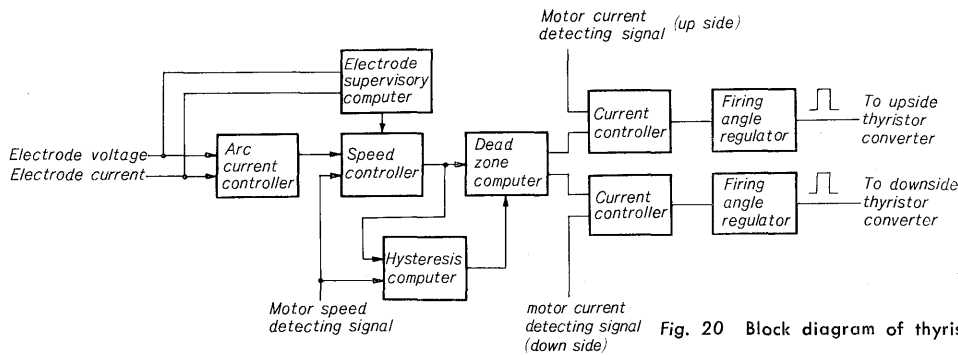 Motor current
detecting signal (up side)
Electrode
supervisory
computer
Current
controller
Firing
angle
regulator
To upside
thyristor
converter
Electrode voltage
Electrode current
Arc
current
controller
Speed
controller
Dead
zone
computer
Current
controller
Firing
angle
regulator
To downside
thyristor
converter
Hysteresis
computer
Motor speed
detecting signal
motor current
detecting signal
(down side)
Fig. 20 Block diagram of thyris